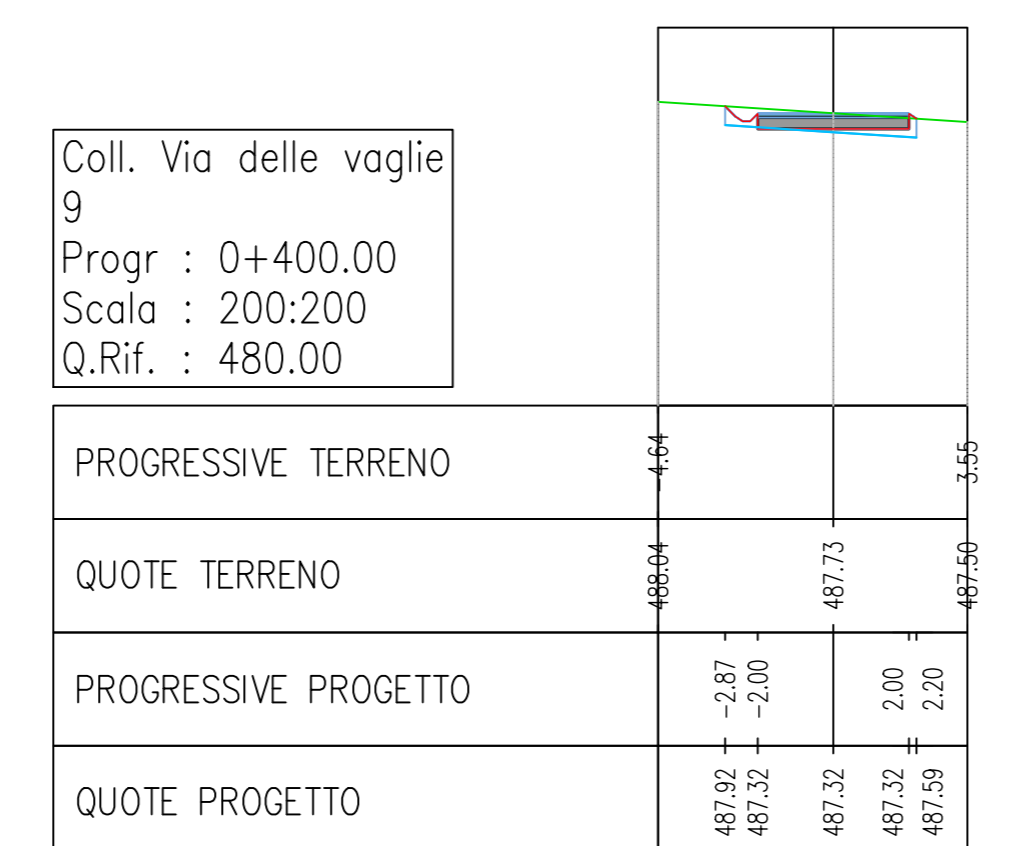 Coll. Via delle vaglie
9
Progr : 0+400.00
Scala : 200:200
Q.Rif. : 480.00
PROGRESSIVE TERRENO
-4.64
3.55
QUOTE TERRENO
488.04
487.73
487.50
PROGRESSIVE PROGETTO
-2.87
-2.00
2.00
2.20
QUOTE PROGETTO
487.92
487.32
487.32
487.32
487.59